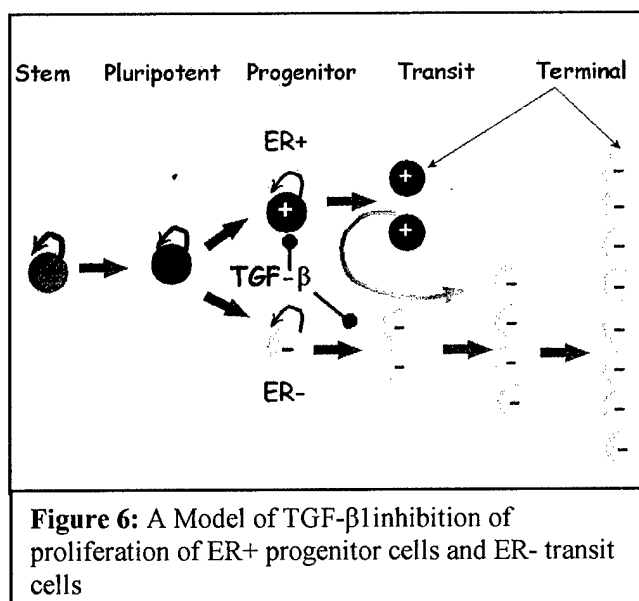 Stem Pluripotent Progenitor Transit Terminal
ER+
+ + +
TGF-β
- - - - - - - - - - - - - - -
ER-
Figure 6: A Model of TGF-β1inhibition of
proliferation of ER+ progenitor cells and ER- transit
cells